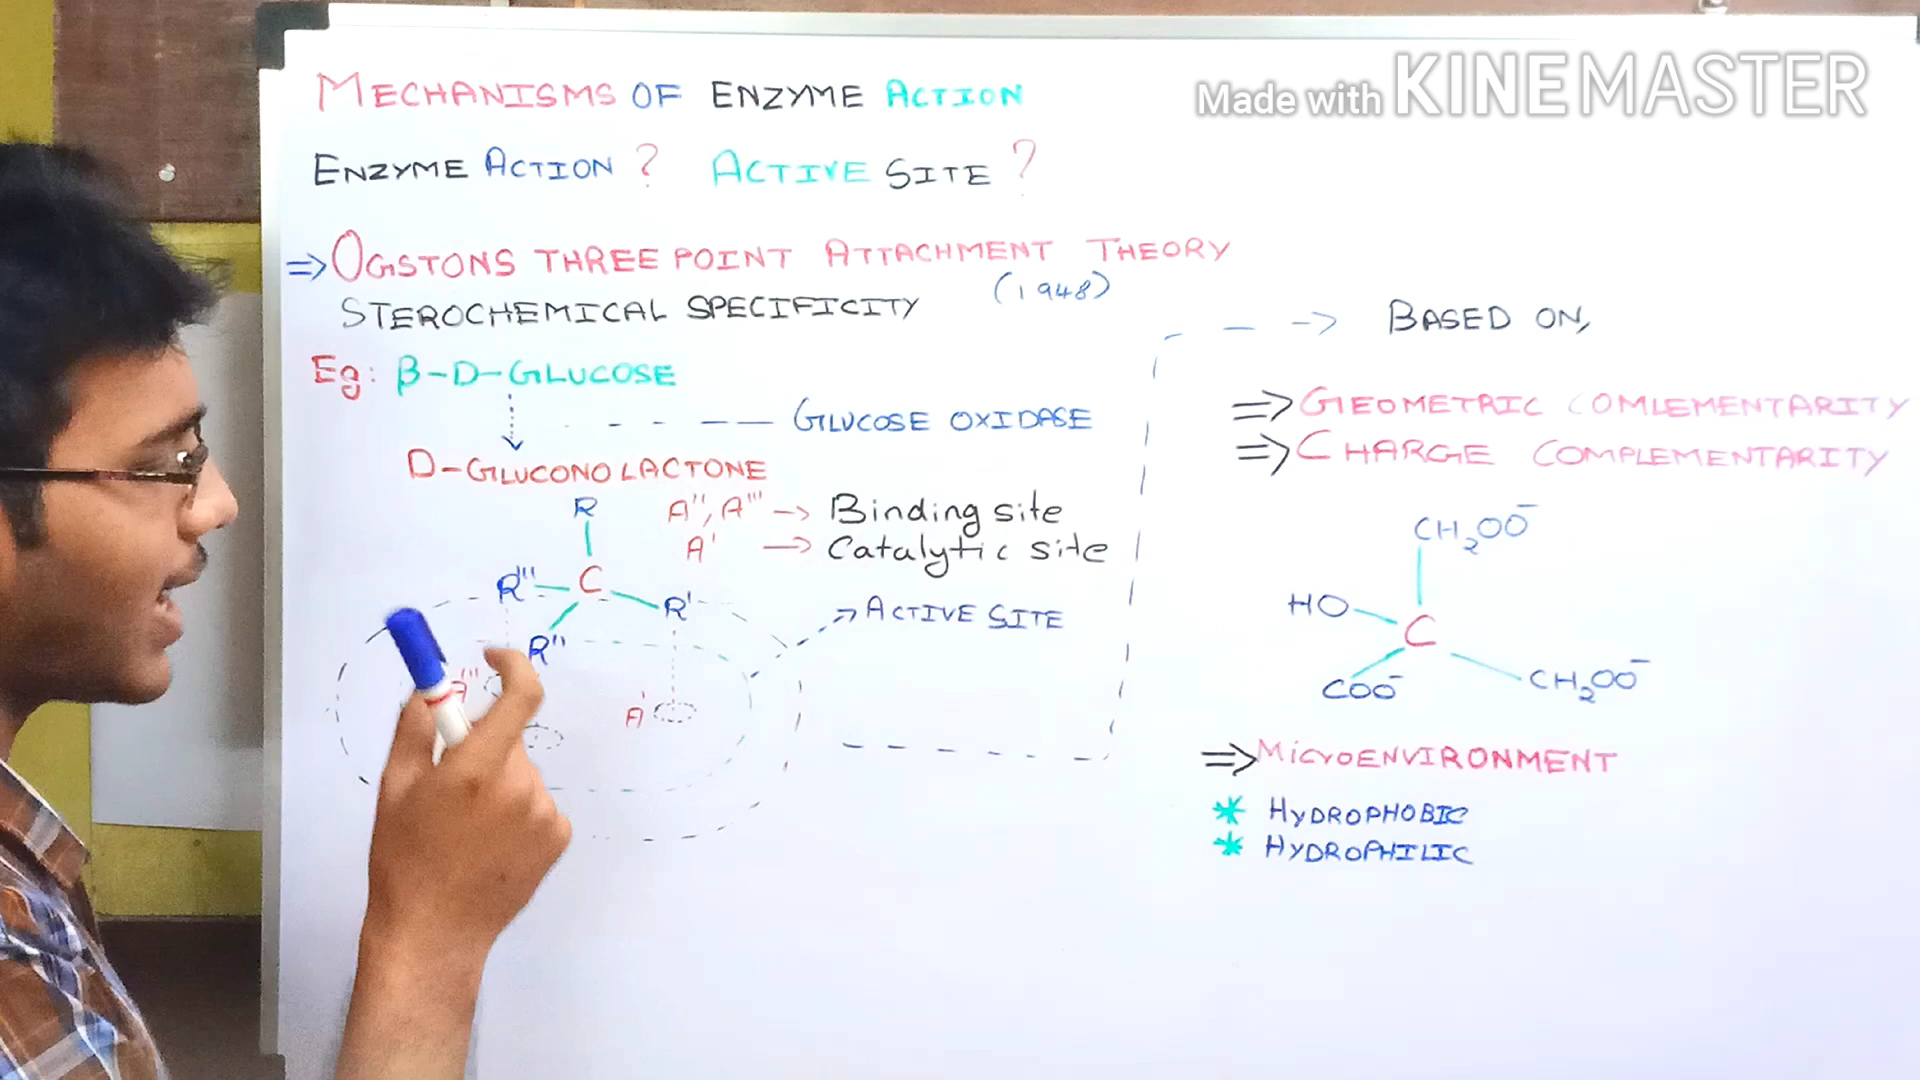 Made with KINEMASTER
MECHANISMS OF ENZYME ACTION
ENZYME ACTION ? ACTIVE SITE ?
⇒ OGSTONS THREE POINT ATTACHMENT THEORY
(1948)
STEROCHEMICAL SPECIFICITY
Eg: β-D-GLUCOSE
GLUCOSE OXIDASE
D-GLUCONOLACTONE
A'', A''' → Binding site
A' → Catalytic site
R
R''' C R'
R''
A'''
A'
→ ACTIVE SITE
--> BASED ON,
⇒ GEOMETRIC COMLEMENTARITY
⇒ CHARGE COMPLEMENTARITY
CH₂OO⁻
HO C
COO⁻ CH₂OO⁻
⇒ MICROENVIRONMENT
* HYDROPHOBIC
* HYDROPHILIC